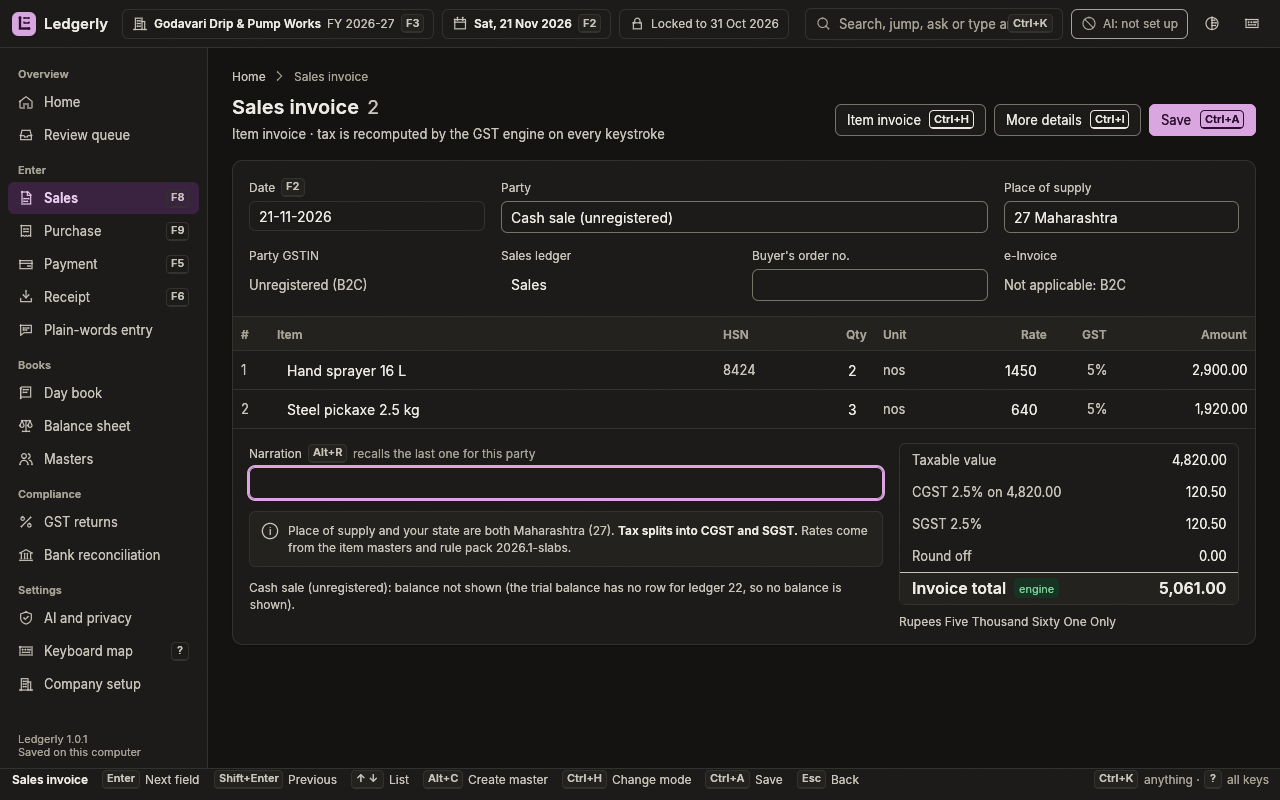 Ledgerly
Godavari Drip & Pump Works FY 2026-27 F3
Sat, 21 Nov 2026 F2
Locked to 31 Oct 2026
Search, jump, ask or type a Ctrl+K
AI: not set up
Overview
Home
Review queue
Enter
Sales F8
Purchase F9
Payment F5
Receipt F6
Plain-words entry
Books
Day book
Balance sheet
Masters
Compliance
GST returns
Bank reconciliation
Settings
AI and privacy
Keyboard map ?
Company setup
Ledgerly 1.0.1
Saved on this computer
Home > Sales invoice
Sales invoice 2
Item invoice · tax is recomputed by the GST engine on every keystroke
Item invoice Ctrl+H
More details Ctrl+I
Save Ctrl+A
Date F2 Party Place of supply
21-11-2026 Cash sale (unregistered) 27 Maharashtra
Party GSTIN Sales ledger Buyer's order no. e-Invoice
Unregistered (B2C) Sales Not applicable: B2C
# Item HSN Qty Unit Rate GST Amount
1 Hand sprayer 16 L 8424 2 nos 1450 5% 2,900.00
2 Steel pickaxe 2.5 kg 3 nos 640 5% 1,920.00
Narration Alt+R recalls the last one for this party
Place of supply and your state are both Maharashtra (27). Tax splits into CGST and SGST. Rates come
from the item masters and rule pack 2026.1-slabs.
Cash sale (unregistered): balance not shown (the trial balance has no row for ledger 22, so no balance is
shown).
Taxable value 4,820.00
CGST 2.5% on 4,820.00 120.50
SGST 2.5% 120.50
Round off 0.00
Invoice total engine 5,061.00
Rupees Five Thousand Sixty One Only
Sales invoice Enter Next field Shift+Enter Previous ↑ ↓ List Alt+C Create master Ctrl+H Change mode Ctrl+A Save Esc Back Ctrl+K anything · ? all keys